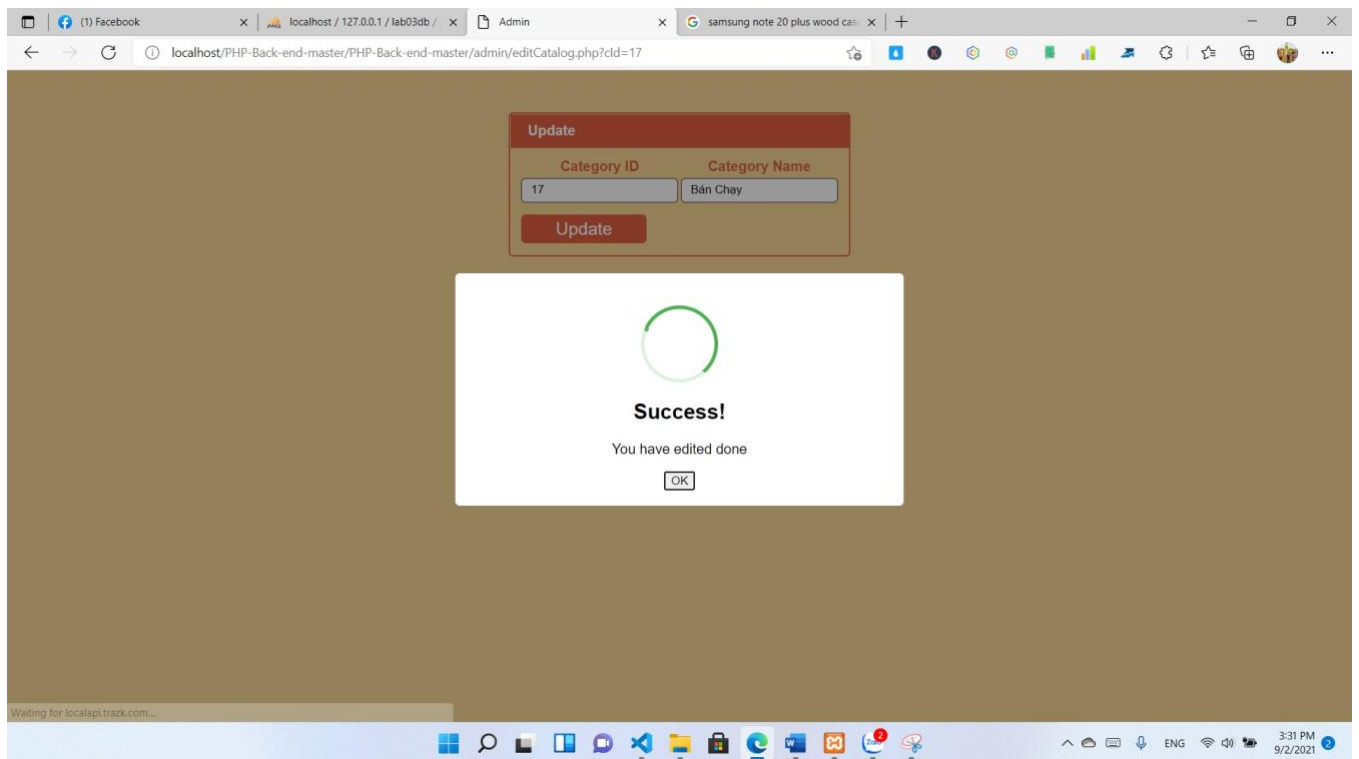 (1) Facebook
localhost / 127.0.0.1 / lab03db /
Admin
samsung note 20 plus wood cas
localhost/PHP-Back-end-master/PHP-Back-end-master/admin/editCatalog.php?cId=17
Update
Category ID Category Name
17 Bán Chạy
Update
Success!
You have edited done
OK
Waiting for localapi.trazk.com...
ENG
3:31 PM
9/2/2021
2